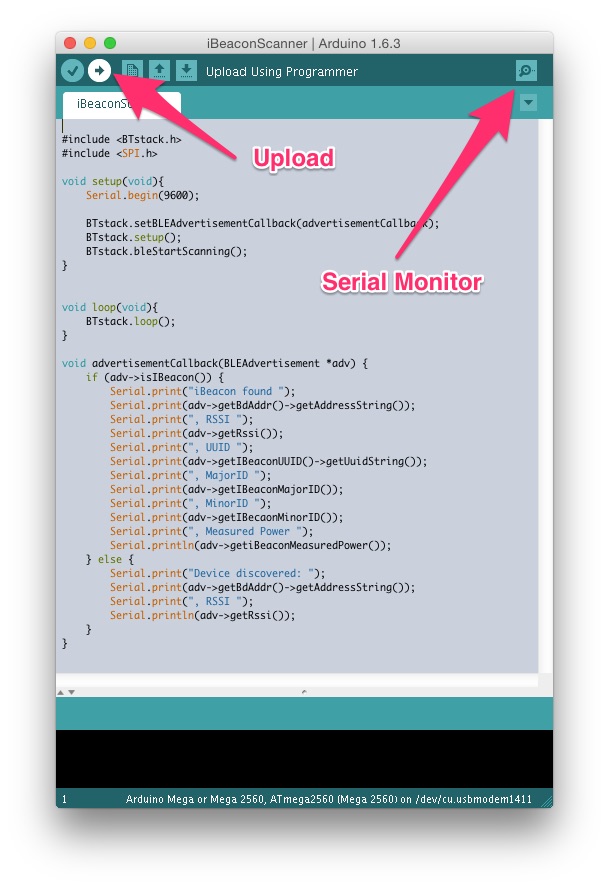 iBeaconScanner | Arduino 1.6.3
Upload Using Programmer
iBeaconSc
Upload
Serial Monitor
#include <BTstack.h>
#include <SPI.h>
void setup(void){
Serial.begin(9600);
BTstack.setBLEAdvertisementCallback(advertisementCallback);
BTstack.setup();
BTstack.bleStartScanning();
}
void loop(void){
BTstack.loop();
}
void advertisementCallback(BLEAdvertisement *adv) {
if (adv->isIBeacon()) {
Serial.print("iBeacon found ");
Serial.print(adv->getBdAddr()->getAddressString());
Serial.print(", RSSI ");
Serial.print(adv->getRssi());
Serial.print(", UUID ");
Serial.print(adv->getIBeaconUUID()->getUuidString());
Serial.print(", MajorID ");
Serial.print(adv->getIBeaconMajorID());
Serial.print(", MinorID ");
Serial.print(adv->getIBecaonMinorID());
Serial.print(", Measured Power ");
Serial.println(adv->getiBeaconMeasuredPower());
} else {
Serial.print("Device discovered: ");
Serial.print(adv->getBdAddr()->getAddressString());
Serial.print(", RSSI ");
Serial.println(adv->getRssi());
}
}
1 Arduino Mega or Mega 2560, ATmega2560 (Mega 2560) on /dev/cu.usbmodem1411